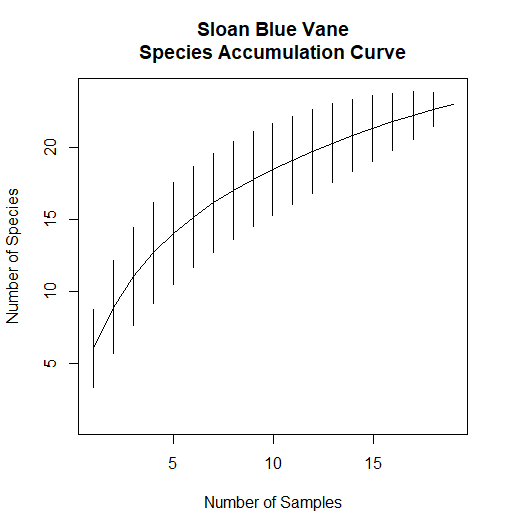 Sloan Blue Vane
Species Accumulation Curve
Number of Species
20
15
10
5
5
10
15
Number of Samples